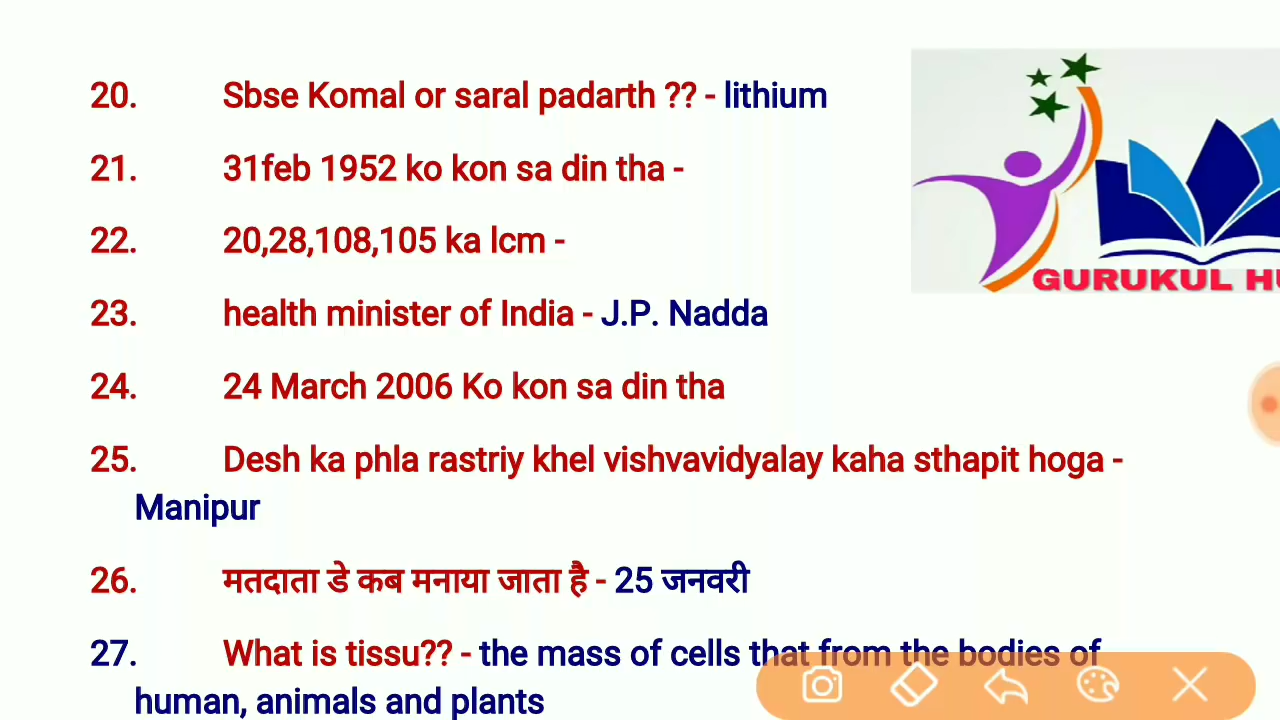 20. Sbse Komal or saral padarth ?? - lithium
21. 31feb 1952 ko kon sa din tha -
22. 20,28,108,105 ka lcm -
23. health minister of India - J.P. Nadda
24. 24 March 2006 Ko kon sa din tha
25. Desh ka phla rastriy khel vishvavidyalay kaha sthapit hoga -
Manipur
26. मतदाता डे कब मनाया जाता है - 25 जनवरी
27. What is tissu?? - the mass of cells that from the bodies of
human, animals and plants
GURUKUL HU